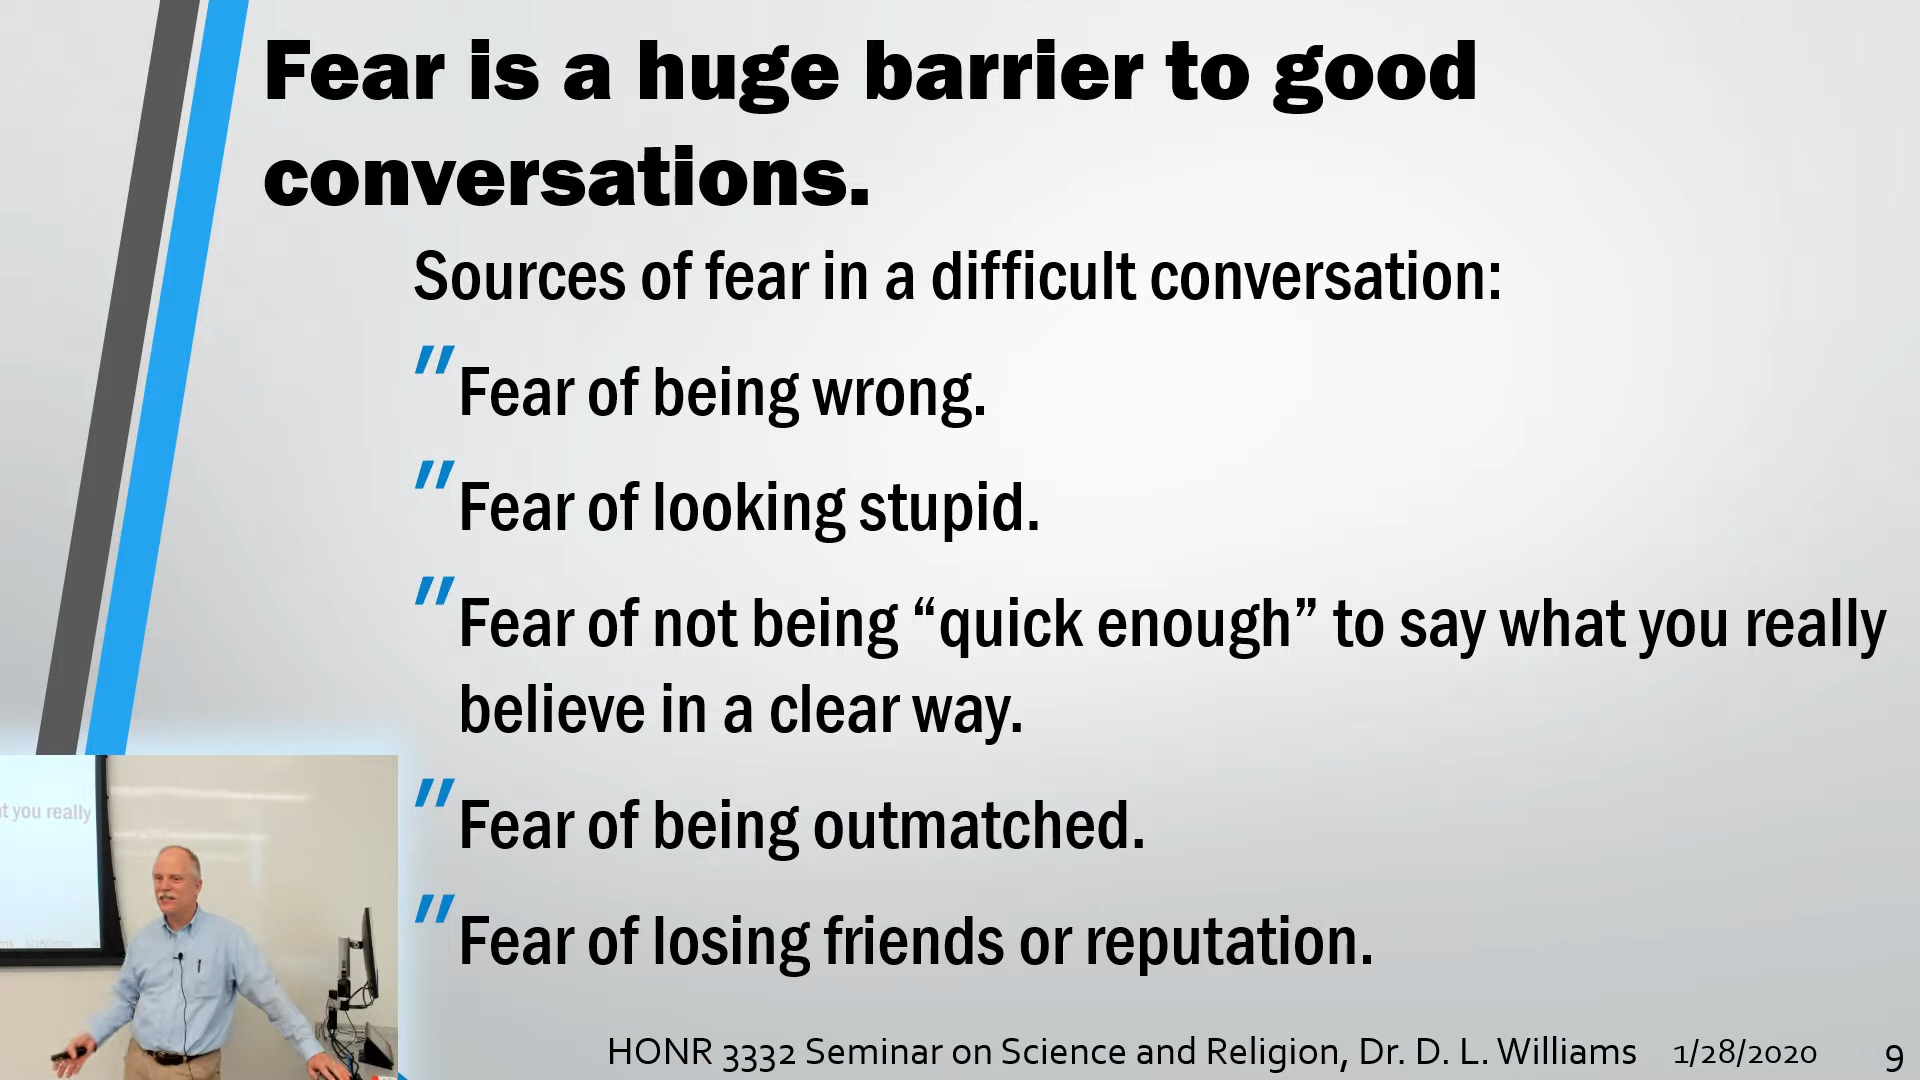 Fear is a huge barrier to good
conversations.
Sources of fear in a difficult conversation:
" Fear of being wrong.
" Fear of looking stupid.
" Fear of not being “quick enough” to say what you really
believe in a clear way.
" Fear of being outmatched.
" Fear of losing friends or reputation.
you really
HONR 3332 Seminar on Science and Religion, Dr. D. L. Williams 1/28/2020 9